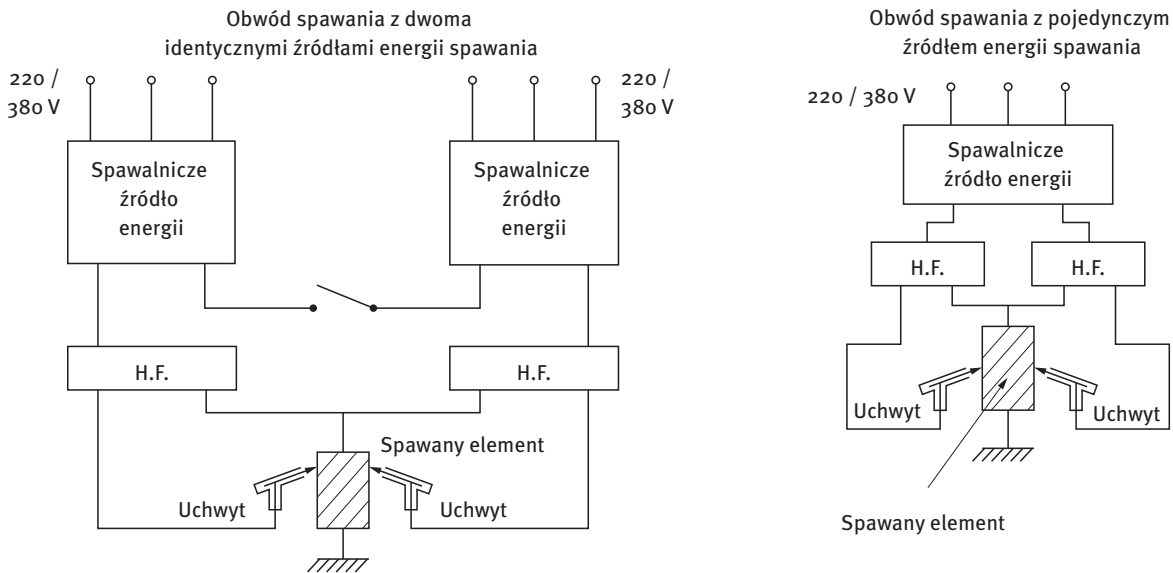 Obwód spawania z dwoma
identycznymi źródłami energii spawania
220 /
380 V
220 /
380 V
Spawalnicze
źródło
energii
Spawalnicze
źródło
energii
H.F.
H.F.
Spawany element
Uchwyt
Uchwyt
Obwód spawania z pojedynczym
źródłem energii spawania
220 / 380 V
Spawalnicze
źródło energii
H.F.
H.F.
Uchwyt
Uchwyt
Spawany element